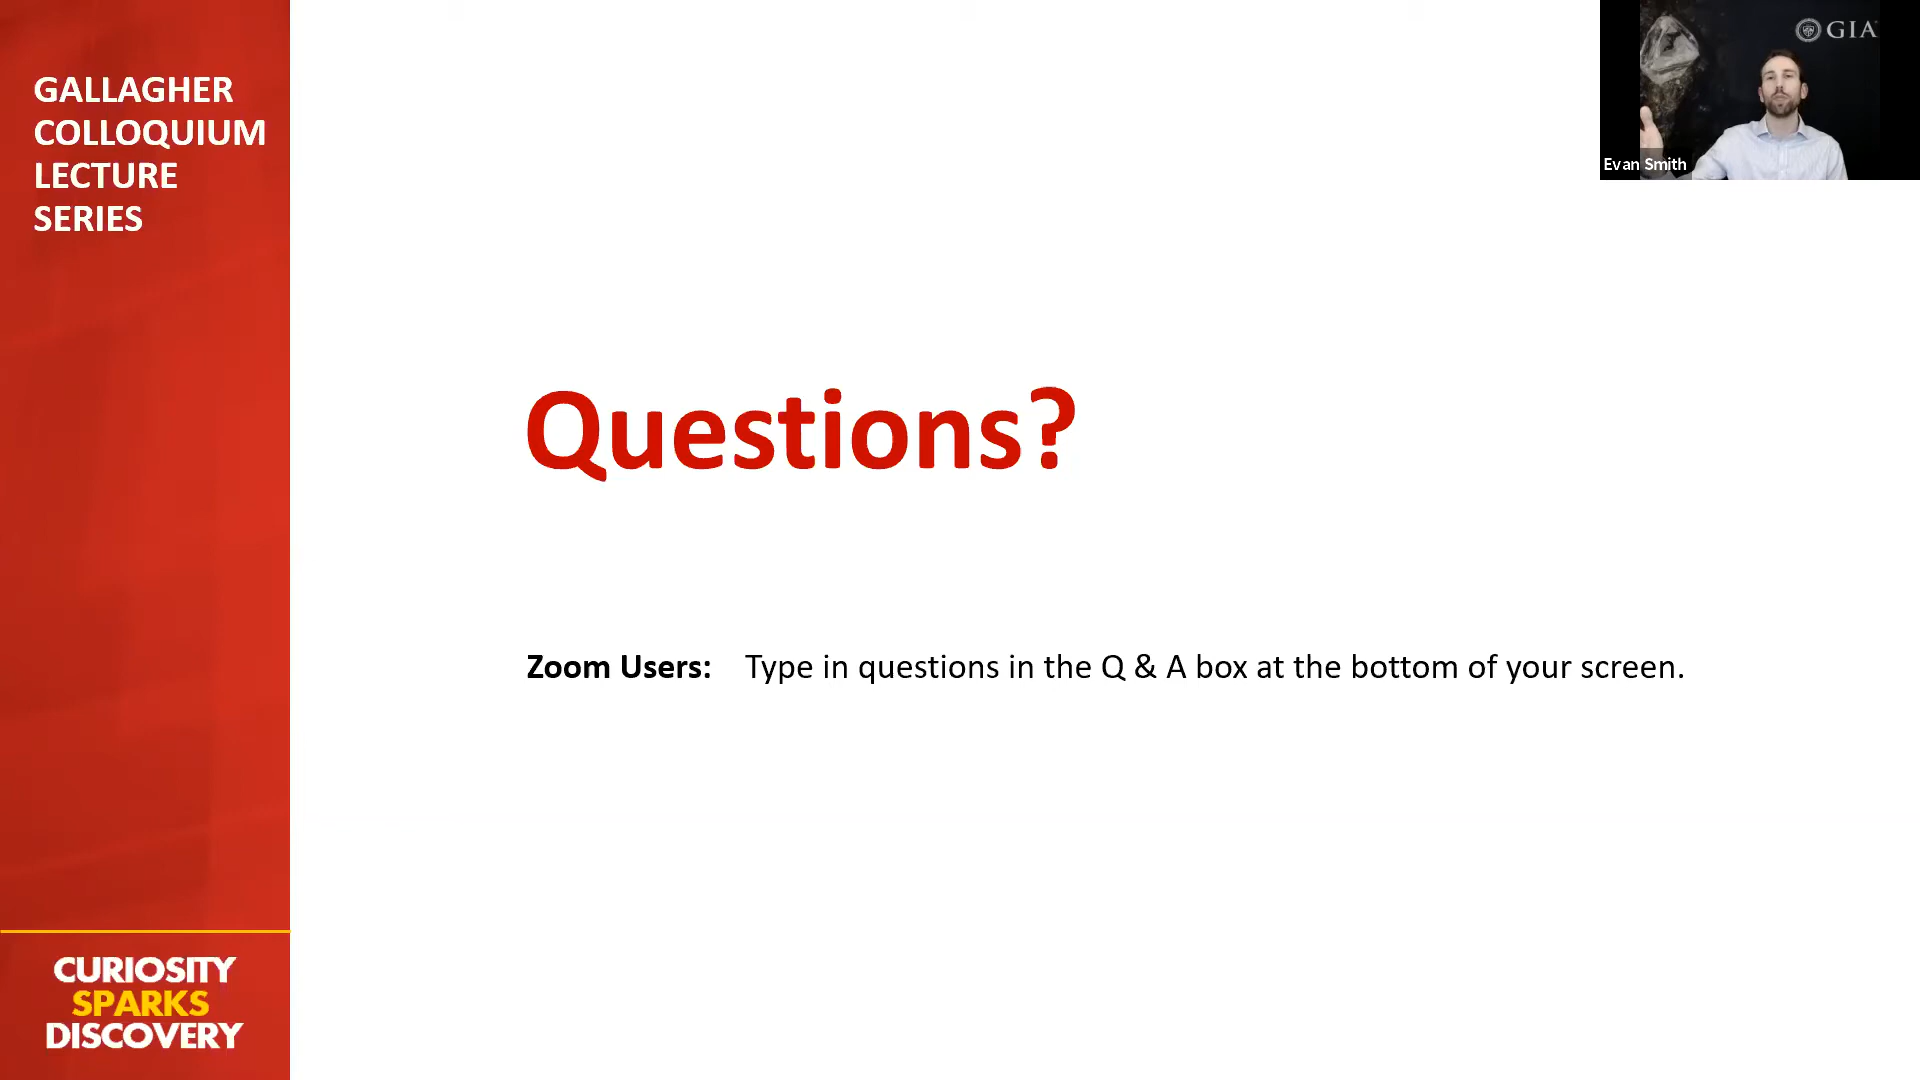 GALLAGHER
COLLOQUIUM
LECTURE
SERIES
GIA
Evan Smith
Questions?
Zoom Users: Type in questions in the Q & A box at the bottom of your screen.
CURIOSITY
SPARKS
DISCOVERY